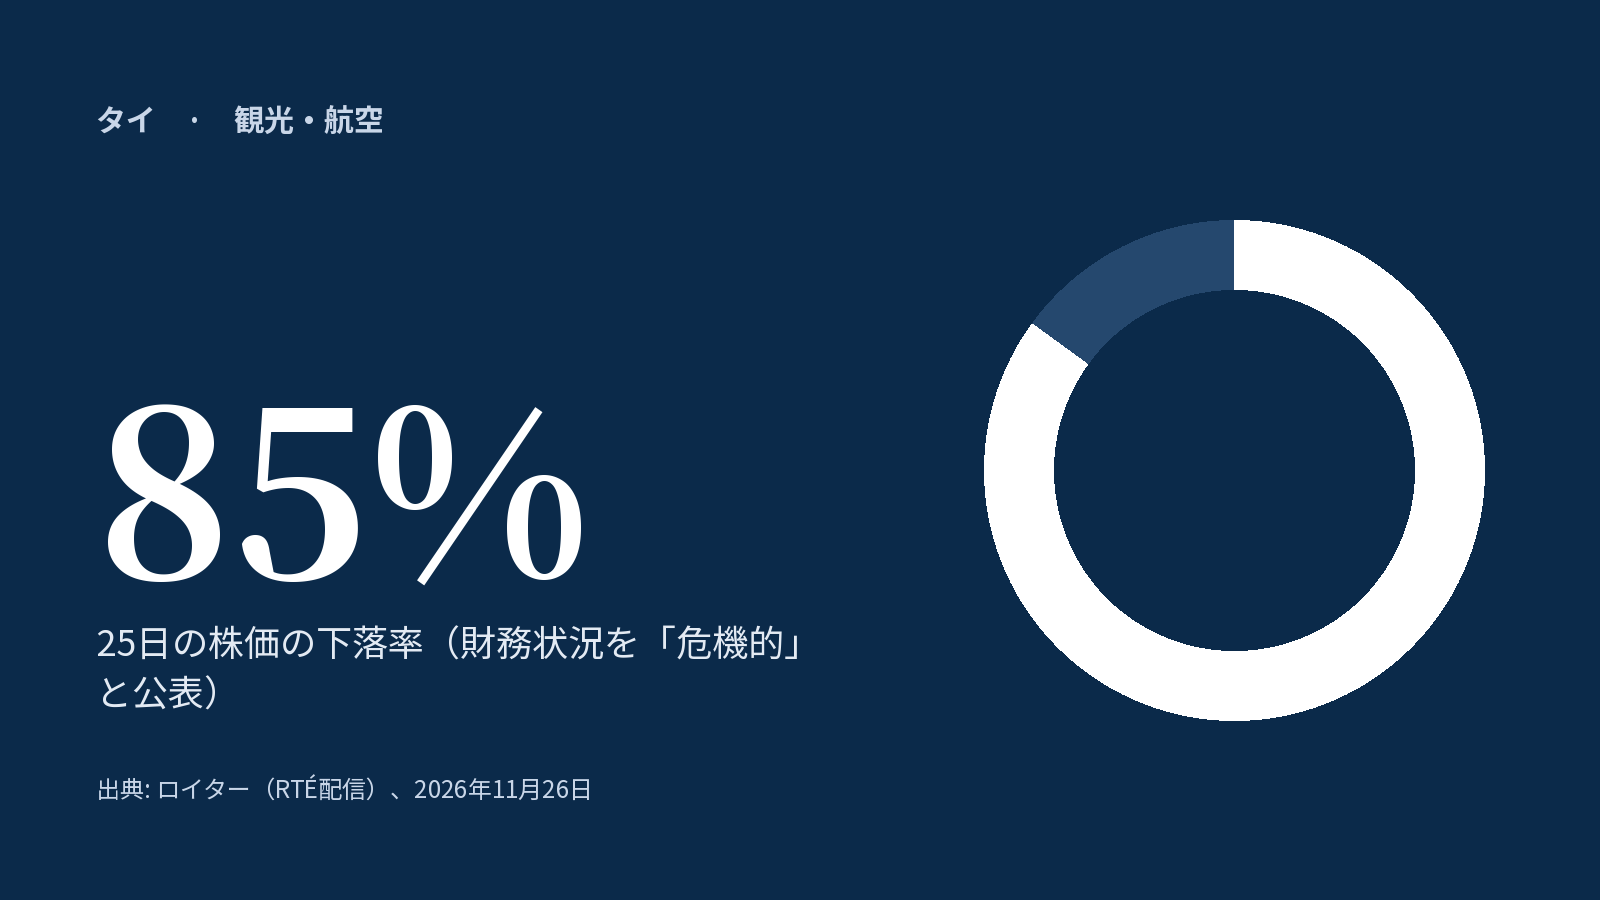 タイ · 観光・航空
85%
25日の株価の下落率（財務状況を「危機的」
と公表）
出典: ロイター（RTÉ配信）、2026年11月26日